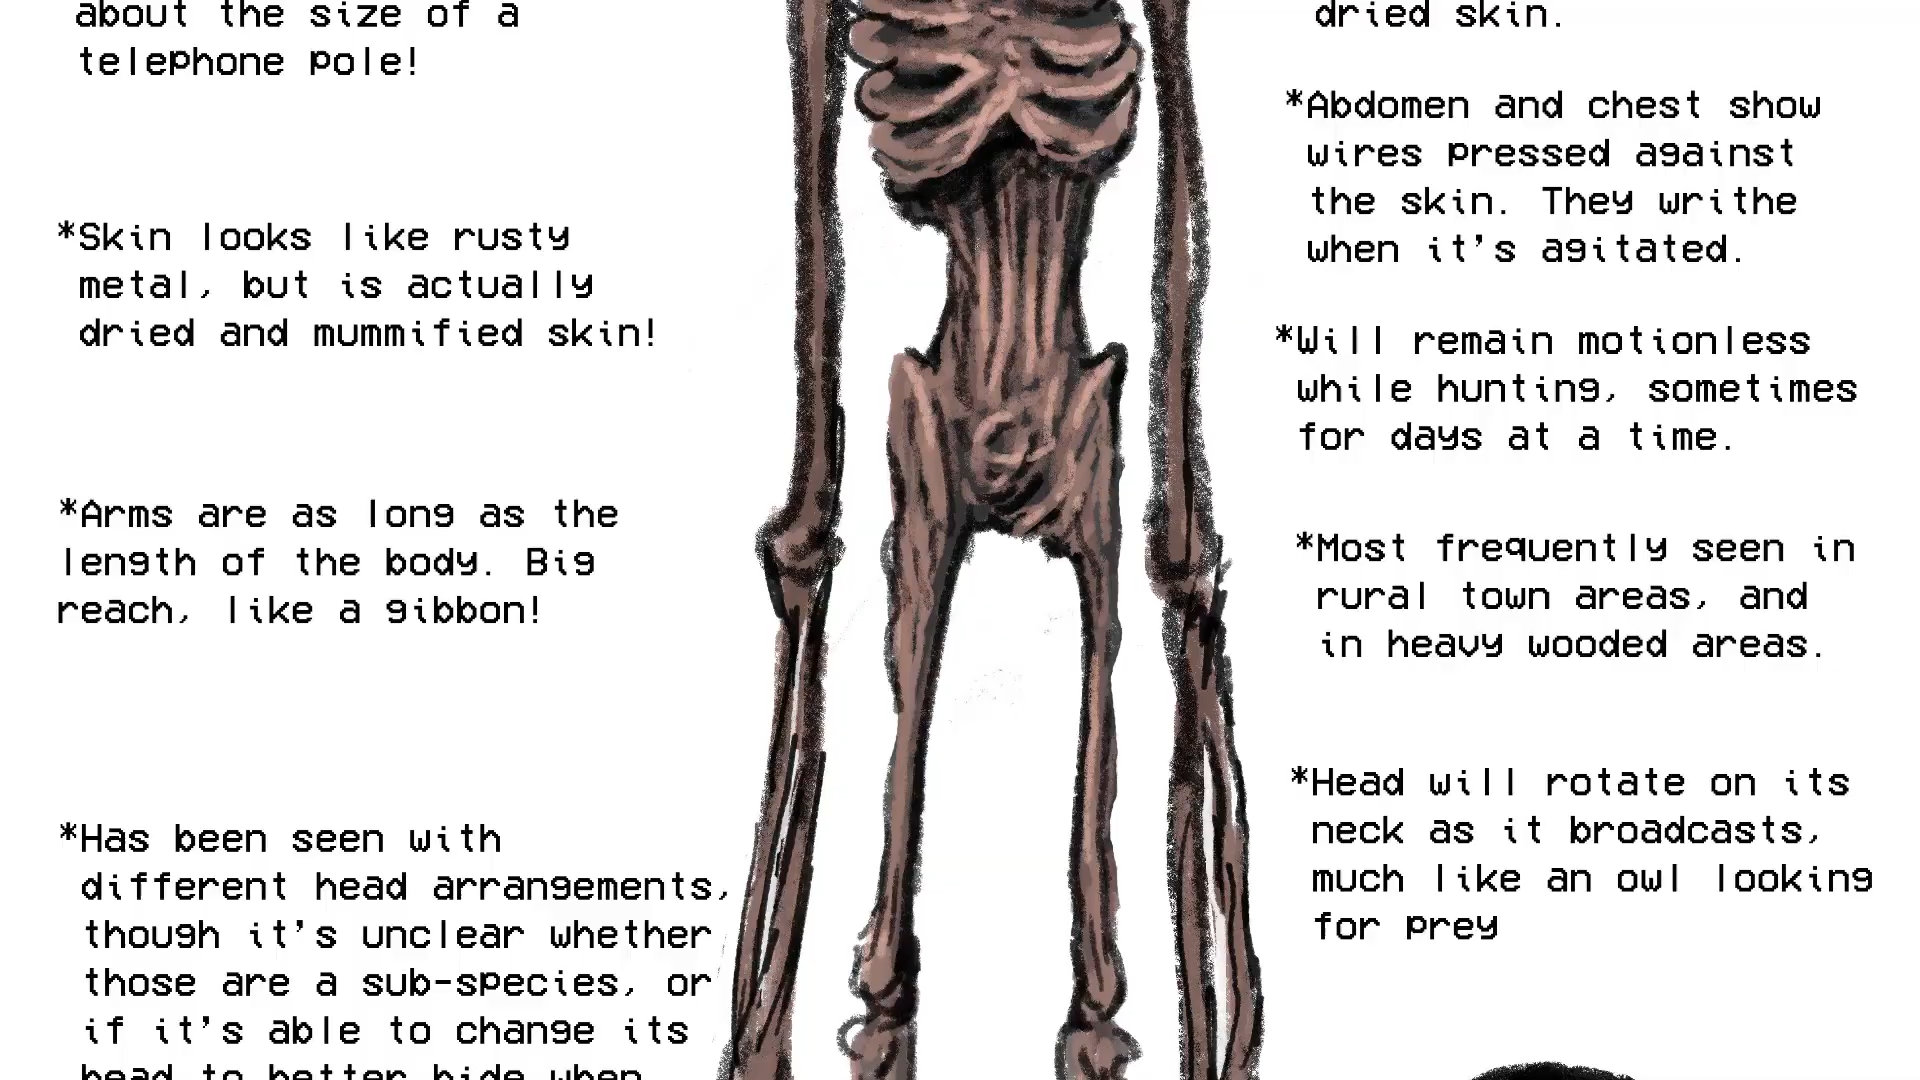 about the size of a
telephone pole!
*Skin looks like rusty
metal, but is actually
dried and mummified skin!
*Arms are as long as the
length of the body. Big
reach, like a gibbon!
*Has been seen with
different head arrangements,
though it's unclear whether
those are a sub-species, or
if it's able to change its
head to better hide when
dried skin.
*Abdomen and chest show
wires pressed against
the skin. They writhe
when it's agitated.
*Will remain motionless
while hunting, sometimes
for days at a time.
*Most frequently seen in
rural town areas, and
in heavy wooded areas.
*Head will rotate on its
neck as it broadcasts,
much like an owl looking
for prey